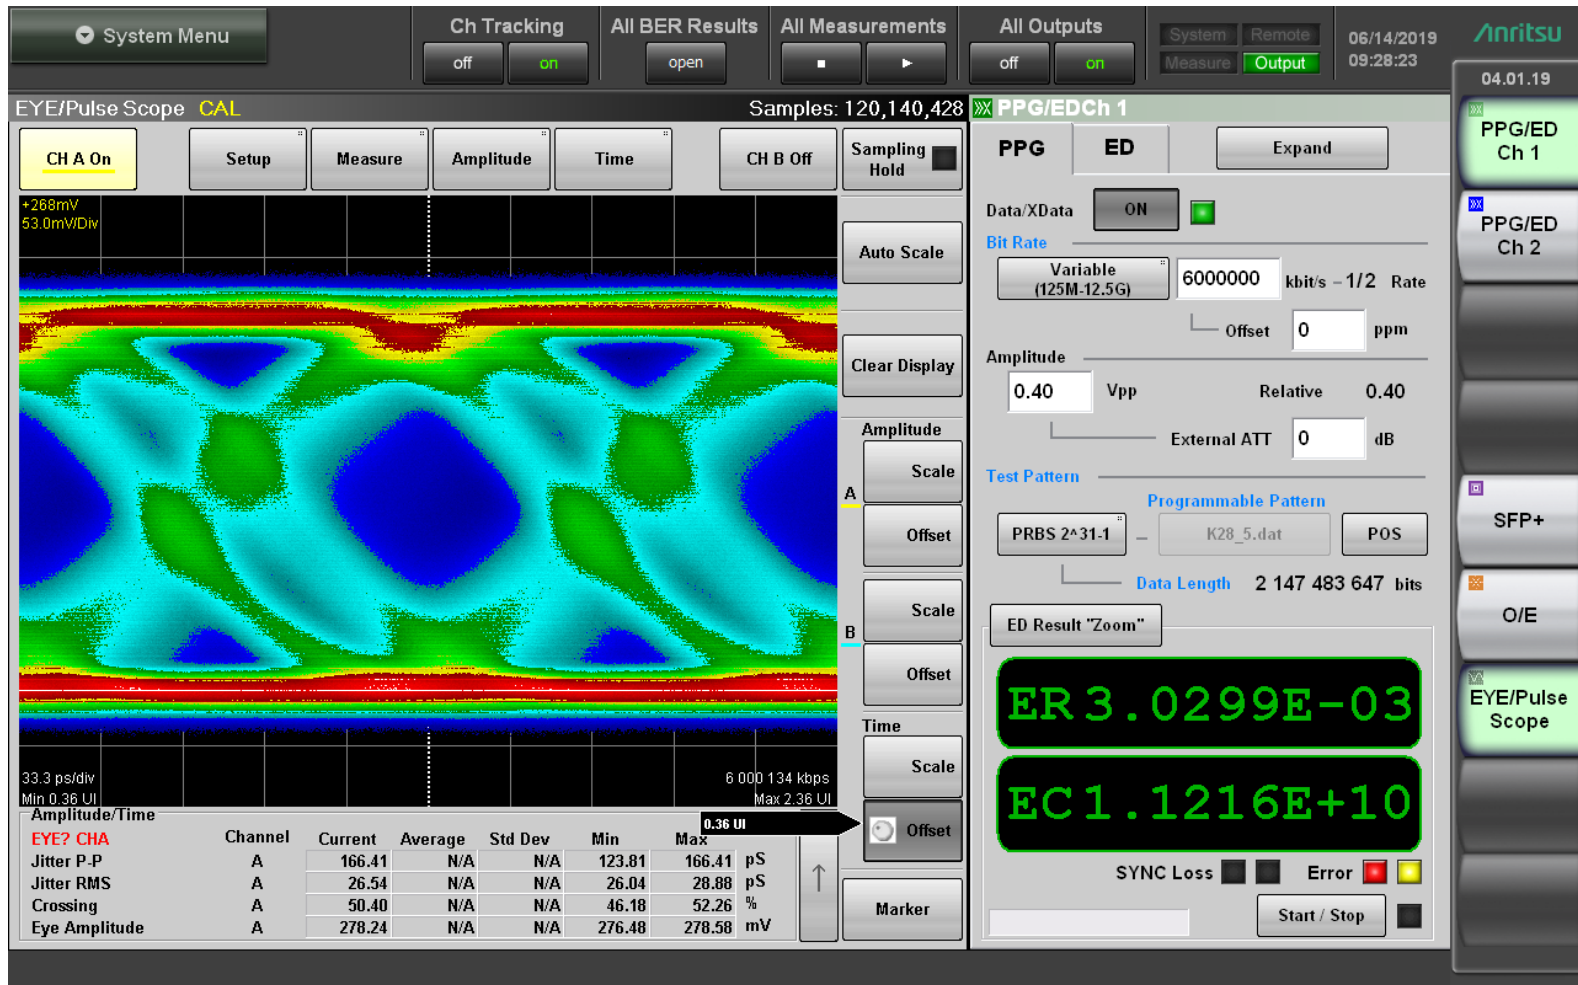 System Menu
Ch Tracking
off on
All BER Results
open
All Measurements
All Outputs
off on
System Remote
Measure Output
06/14/2019
09:28:23
Anritsu
04.01.19
EYE/Pulse Scope CAL Samples: 120,140,428
CH A On Setup Measure Amplitude Time CH B Off
Sampling
Hold
+268mV
53.0mV/Div
33.3 ps/div
Min 0.36 UI
6 000 134 kbps
Max 2.36 UI
Auto Scale
Clear Display
Amplitude
Scale
A
Offset
Scale
B
Offset
Time
Scale
0.36 UI
Offset
Marker
Amplitude/Time
EYE? CHA Channel Current Average Std Dev Min Max
Jitter P-P A 166.41 N/A N/A 123.81 166.41 pS
Jitter RMS A 26.54 N/A N/A 26.04 28.88 pS
Crossing A 50.40 N/A N/A 46.18 52.26 %
Eye Amplitude A 278.24 N/A N/A 276.48 278.58 mV
PPG/EDCh 1
PPG ED Expand
Data/XData ON
Bit Rate
Variable
(125M-12.5G)
6000000 kbit/s –1/2 Rate
Offset 0 ppm
Amplitude
0.40 Vpp Relative 0.40
External ATT 0 dB
Test Pattern
Programmable Pattern
PRBS 2^31-1 K28_5.dat POS
Data Length 2 147 483 647 bits
ED Result "Zoom"
ER 3.0299E-03
EC 1.1216E+10
SYNC Loss Error
Start / Stop
PPG/ED
Ch 1
PPG/ED
Ch 2
SFP+
O/E
EYE/Pulse
Scope